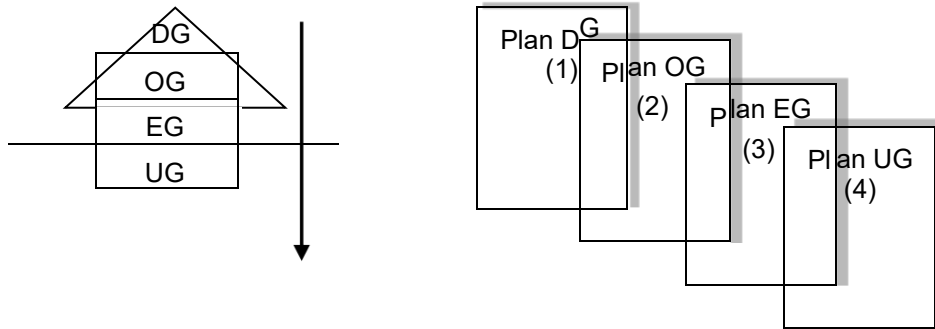 DG
OG
EG
UG
Plan DG
(1)
Plan OG
(2)
Plan EG
(3)
Plan UG
(4)